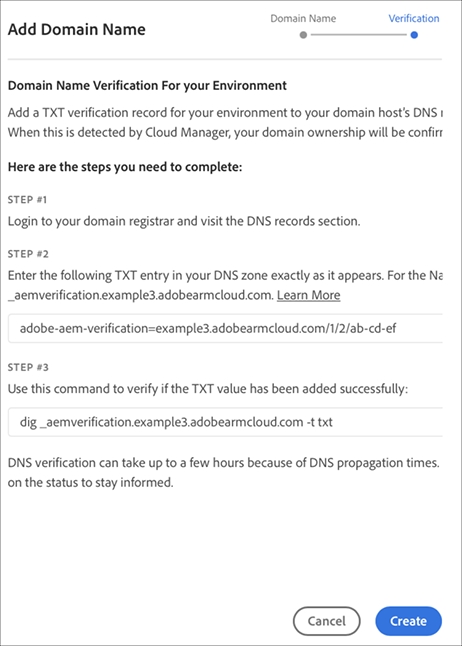 Add Domain Name
Domain Name
Verification
Domain Name Verification For your Environment
Add a TXT verification record for your environment to your domain host's DNS
When this is detected by Cloud Manager, your domain ownership will be
Here are the steps you need to complete:
STEP #1
Login to your domain registrar and visit the DNS records section.
STEP #2
Enter the following TXT entry in your DNS zone exactly as it appears. For the
_aemverification.example3.adobearmcloud.com. Learn More
adobe-aem-verification=example3.adobearmcloud.com/1/2/ab-cd-ef
STEP #3
Use this command to verify if the TXT value has been added successfully:
dig _aemverification.example3.adobearmcloud.com -t txt
DNS verification can take up to a few hours because of DNS propagation times.
on the status to stay informed.
Cancel
Create